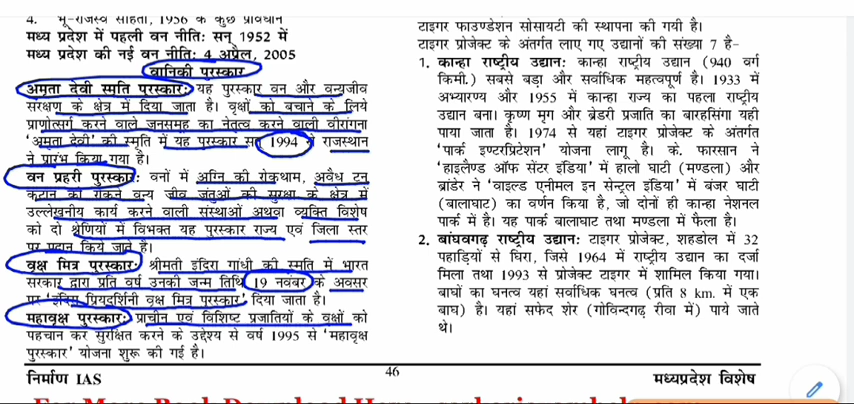 4. भू-राजस्व संहिता, 1956 के कुछ प्रावधान
मध्य प्रदेश में पहली वन नीति: सन् 1952 में
मध्य प्रदेश की नई वन नीति: 4 अप्रैल, 2005
वानिकी पुरस्कार
अमृता देवी स्मृति पुरस्कार: यह पुरस्कार वन और वन्यजीव
संरक्षण के क्षेत्र में दिया जाता है। वृक्षों को बचाने के लिये
प्राणोत्सर्ग करने वाले जनसमूह का नेतृत्व करने वाली वीरांगना
'अमृता देवी' की स्मृति में यह पुरस्कार सन् 1994 से राजस्थान
ने प्रारंभ किया गया है।
वन प्रहरी पुरस्कार: वनों में अग्नि की रोकथाम, अवैध
को रोकने वन्य जीव जंतुओं की सुरक्षा के क्षेत्र में
उल्लेखनीय कार्य करने वाली संस्थाओं अथवा व्यक्ति विशेष
को दो श्रेणियों में विभक्त यह पुरस्कार राज्य एवं जिला स्तर
पर प्रदान किये जाते है।
वृक्ष मित्र पुरस्कार: श्रीमती इंदिरा गांधी की स्मृति में भारत
सरकार द्वारा प्रति वर्ष उनकी जन्म तिथि 19 नवंबर के अवसर
पर 'इंदिरा प्रियदर्शिनी वृक्ष मित्र पुरस्कार' दिया जाता है।
महावृक्ष पुरस्कार: प्राचीन एवं विशिष्ट प्रजातियों के वृक्षों को
पहचान कर सुरक्षित करने के उद्देश्य से वर्ष 1995 से 'महावृक्ष
पुरस्कार' योजना शुरू की गई है।
टाइगर फाउण्डेशन सोसायटी की स्थापना की गयी है।
टाइगर प्रोजेक्ट के अंतर्गत लाए गए उद्यानों की संख्या 7 है-
1. कान्हा राष्ट्रीय उद्यान: कान्हा राष्ट्रीय उद्यान (940 वर्ग
किमी.) सबसे बड़ा और सर्वाधिक महत्वपूर्ण है। 1933 में
अभ्यारण्य और 1955 में कान्हा राज्य का पहला राष्ट्रीय
उद्यान बना। कृष्ण मृग और ब्रेडरी प्रजाति का बारहसिंगा यही
पाया जाता है। 1974 से यहां टाइगर प्रोजेक्ट के अंतर्गत
'पार्क इण्टरप्रिटेशन' योजना लागू है। के. फारसान ने
'हाइलैण्ड ऑफ सेंटर इंडिया' में हालो घाटी (मण्डला) और
ब्रांडेर ने 'वाइल्ड एनीमल इन सेन्ट्रल इंडिया' में बंजर घाटी
(बालाघाट) का वर्णन किया है, जो दोनों ही कान्हा नेशनल
पार्क में है। यह पार्क बालाघाट तथा मण्डला में फैला है।
2. बांघवगढ़ राष्ट्रीय उद्यान: टाइगर प्रोजेक्ट, शहडोल में 32
पहाड़ियों से घिरा, जिसे 1964 में राष्ट्रीय उद्यान का दर्जा
मिला तथा 1993 से प्रोजेक्ट टाइगर में शामिल किया गया।
बाघों का घनत्व यहां सर्वाधिक घनत्व (प्रति 8 km. में एक
बाघ) है। यहां सफेद शेर (गोविन्दगढ़ रीवा में) पाये जाते
थे।
निर्माण IAS
46
मध्यप्रदेश विशेष